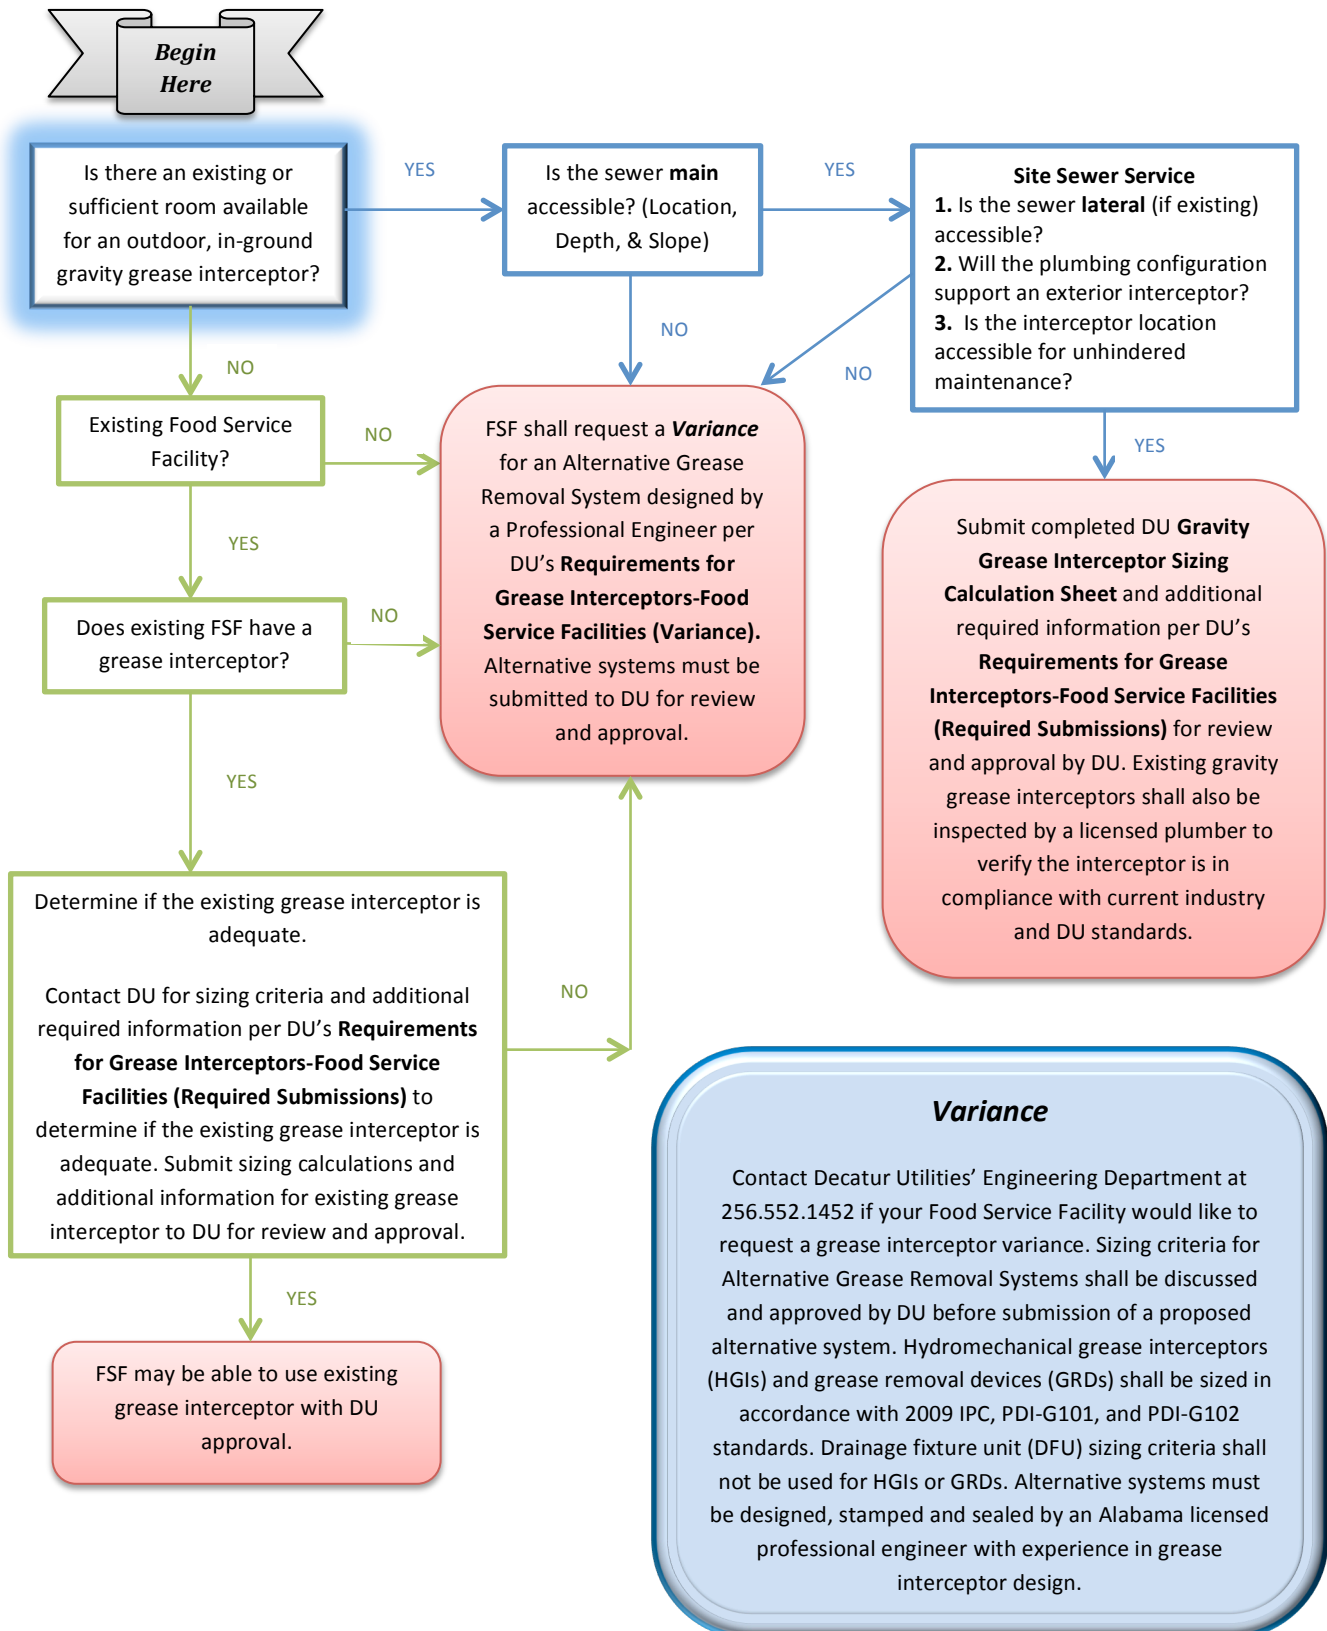 Begin
Here
Is there an existing or
sufficient room available
for an outdoor, in-ground
gravity grease interceptor?
YES
Is the sewer main
accessible? (Location,
Depth, & Slope)
YES
Site Sewer Service
1. Is the sewer lateral (if existing)
accessible?
2. Will the plumbing configuration
support an exterior interceptor?
3. Is the interceptor location
accessible for unhindered
maintenance?
NO
NO
NO
Existing Food Service
Facility?
NO
YES
YES
Does existing FSF have a
grease interceptor?
NO
YES
FSF shall request a Variance
for an Alternative Grease
Removal System designed by
a Professional Engineer per
DU's Requirements for
Grease Interceptors-Food
Service Facilities (Variance).
Alternative systems must be
submitted to DU for review
and approval.
Submit completed DU Gravity
Grease Interceptor Sizing
Calculation Sheet and additional
required information per DU's
Requirements for Grease
Interceptors-Food Service Facilities
(Required Submissions) for review
and approval by DU. Existing gravity
grease interceptors shall also be
inspected by a licensed plumber to
verify the interceptor is in
compliance with current industry
and DU standards.
Determine if the existing grease interceptor is
adequate.
Contact DU for sizing criteria and additional
required information per DU's Requirements
for Grease Interceptors-Food Service
Facilities (Required Submissions) to
determine if the existing grease interceptor is
adequate. Submit sizing calculations and
additional information for existing grease
interceptor to DU for review and approval.
NO
YES
FSF may be able to use existing
grease interceptor with DU
approval.
Variance
Contact Decatur Utilities' Engineering Department at
256.552.1452 if your Food Service Facility would like to
request a grease interceptor variance. Sizing criteria for
Alternative Grease Removal Systems shall be discussed
and approved by DU before submission of a proposed
alternative system. Hydromechanical grease interceptors
(HGIs) and grease removal devices (GRDs) shall be sized in
accordance with 2009 IPC, PDI-G101, and PDI-G102
standards. Drainage fixture unit (DFU) sizing criteria shall
not be used for HGIs or GRDs. Alternative systems must
be designed, stamped and sealed by an Alabama licensed
professional engineer with experience in grease
interceptor design.